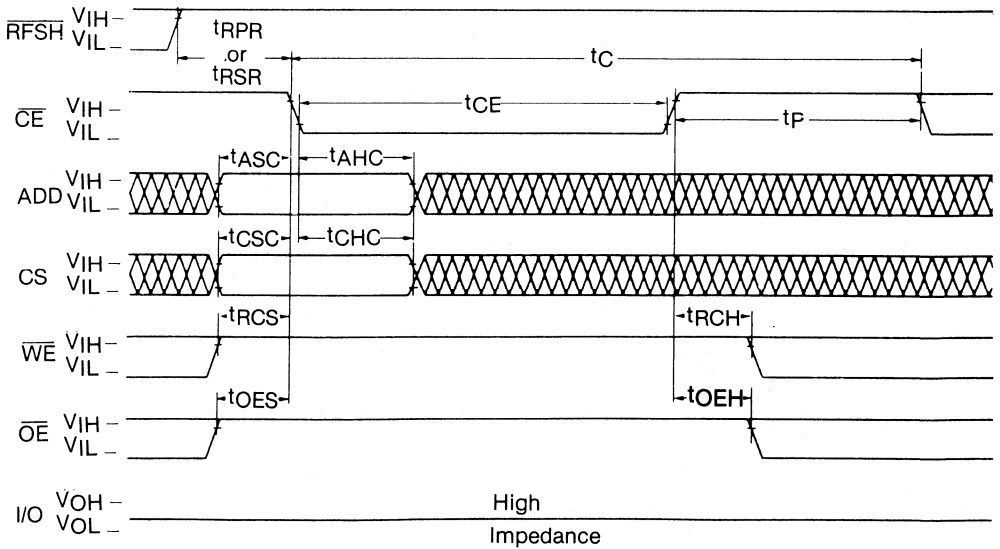 RFSH VIH
VIL
tRPR
or
tRSR
tC
CE VIH
VIL
tCE
tP
ADD VIH
VIL
tASC
tAHC
CS VIH
VIL
tCSC
tCHC
WE VIH
VIL
tRCS
tRCH
OE VIH
VIL
tOES
tOEH
I/O VOH
VOL
High
Impedance